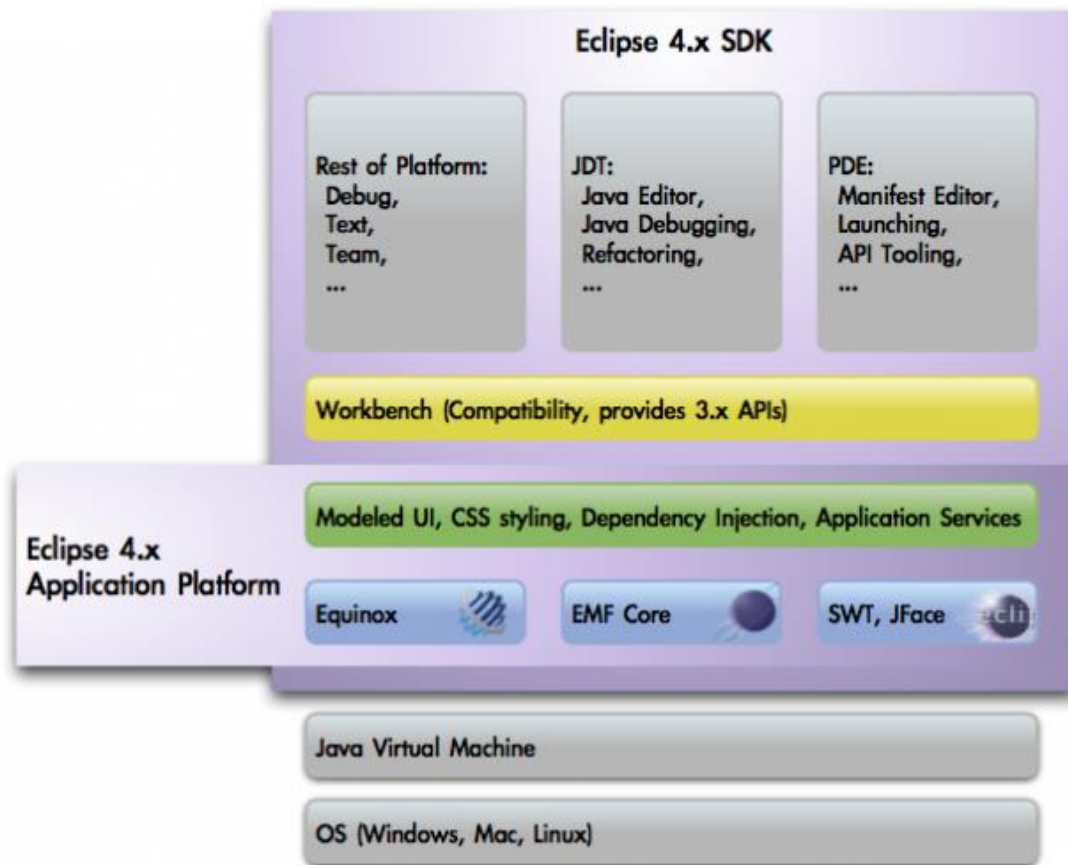 Eclipse 4.x SDK
Rest of Platform:
Debug,
Text,
Team,
...
JDT:
Java Editor,
Java Debugging,
Refactoring,
...
PDE:
Manifest Editor,
Launching,
API Tooling,
...
Workbench (Compatibility, provides 3.x APIs)
Eclipse 4.x
Application Platform
Modeled UI, CSS styling, Dependency Injection, Application Services
Equinox
EMF Core
SWT, JFace
eclip
Java Virtual Machine
OS (Windows, Mac, Linux)